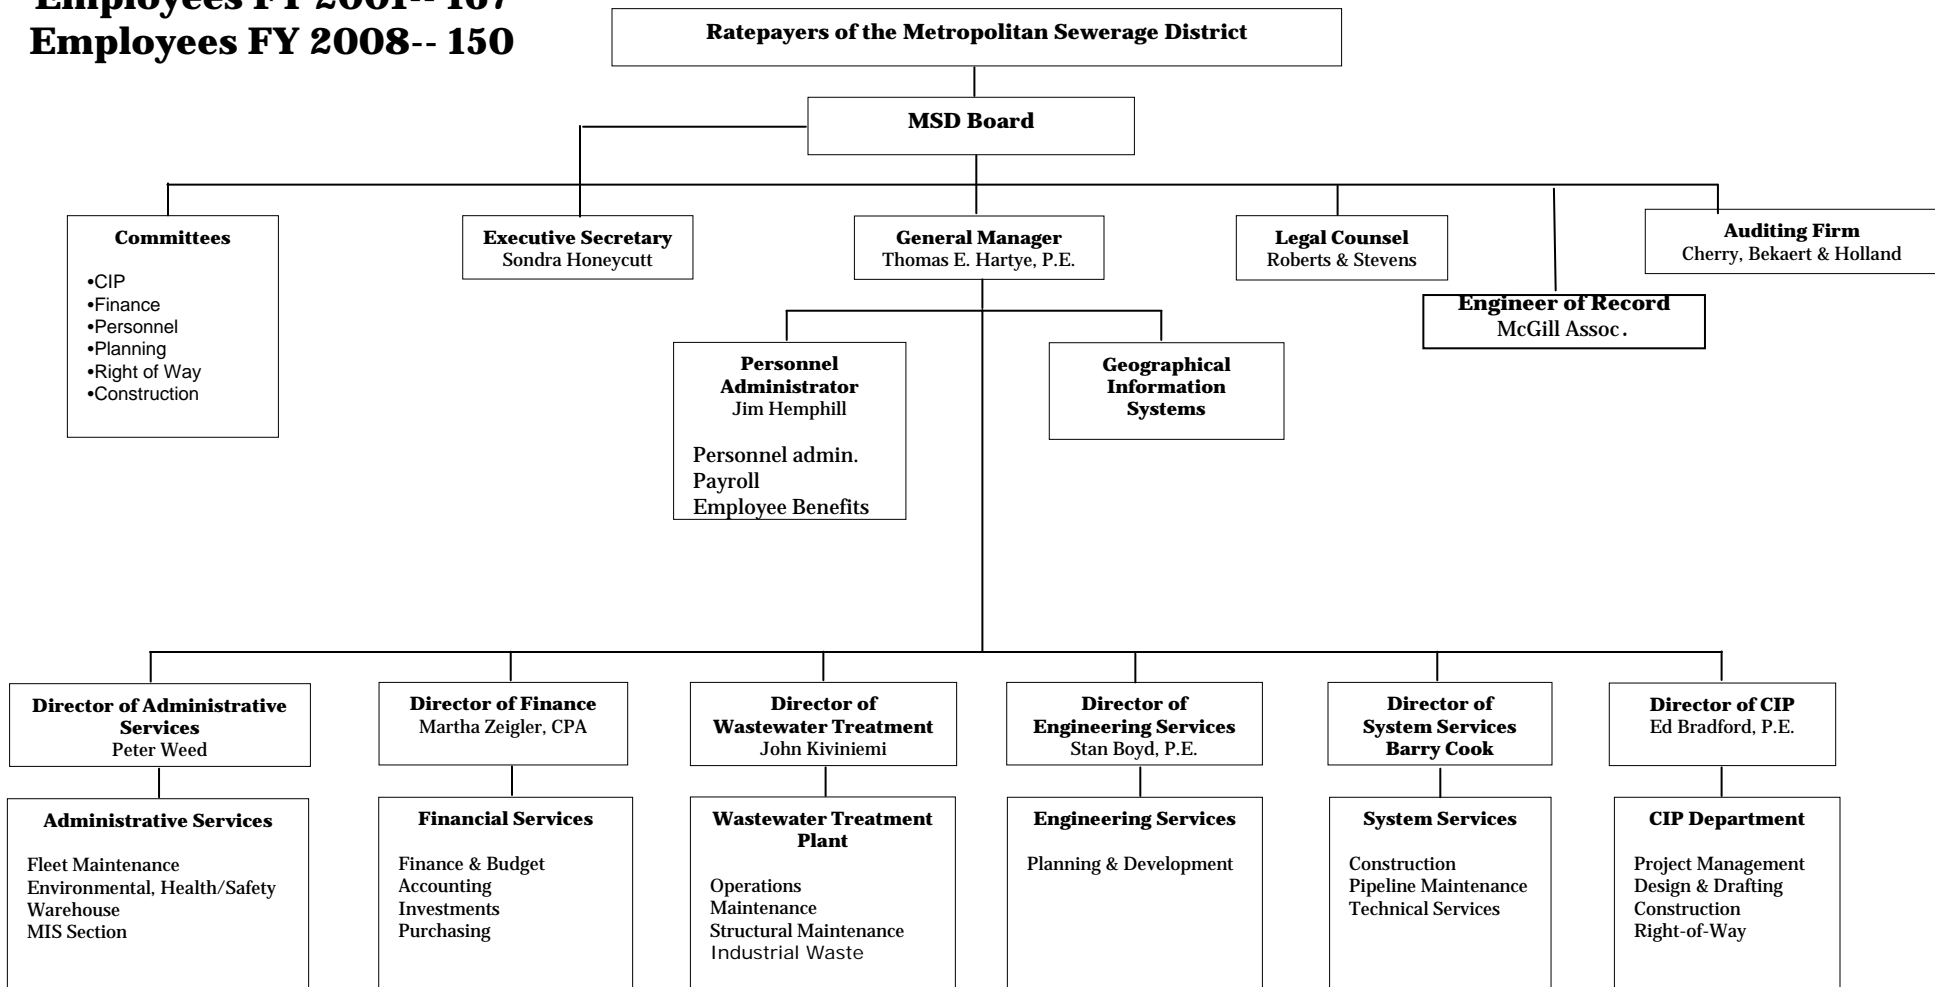 Employees FY 2001-- 167
Employees FY 2008-- 150
Ratepayers of the Metropolitan Sewerage District
MSD Board
Committees
•CIP
•Finance
•Personnel
•Planning
•Right of Way
•Construction
Executive Secretary
Sondra Honeycutt
General Manager
Thomas E. Hartye, P.E.
Legal Counsel
Roberts & Stevens
Engineer of Record
McGill Assoc.
Auditing Firm
Cherry, Bekaert & Holland
Personnel
Administrator
Jim Hemphill
Personnel admin.
Payroll
Employee Benefits
Geographical
Information
Systems
Director of Administrative
Services
Peter Weed
Director of Finance
Martha Zeigler, CPA
Director of
Wastewater Treatment
John Kiviniemi
Director of
Engineering Services
Stan Boyd, P.E.
Director of
System Services
Barry Cook
Director of CIP
Ed Bradford, P.E.
Administrative Services
Fleet Maintenance
Environmental, Health/Safety
Warehouse
MIS Section
Financial Services
Finance & Budget
Accounting
Investments
Purchasing
Wastewater Treatment
Plant
Operations
Maintenance
Structural Maintenance
Industrial Waste
Engineering Services
Planning & Development
System Services
Construction
Pipeline Maintenance
Technical Services
CIP Department
Project Management
Design & Drafting
Construction
Right-of-Way